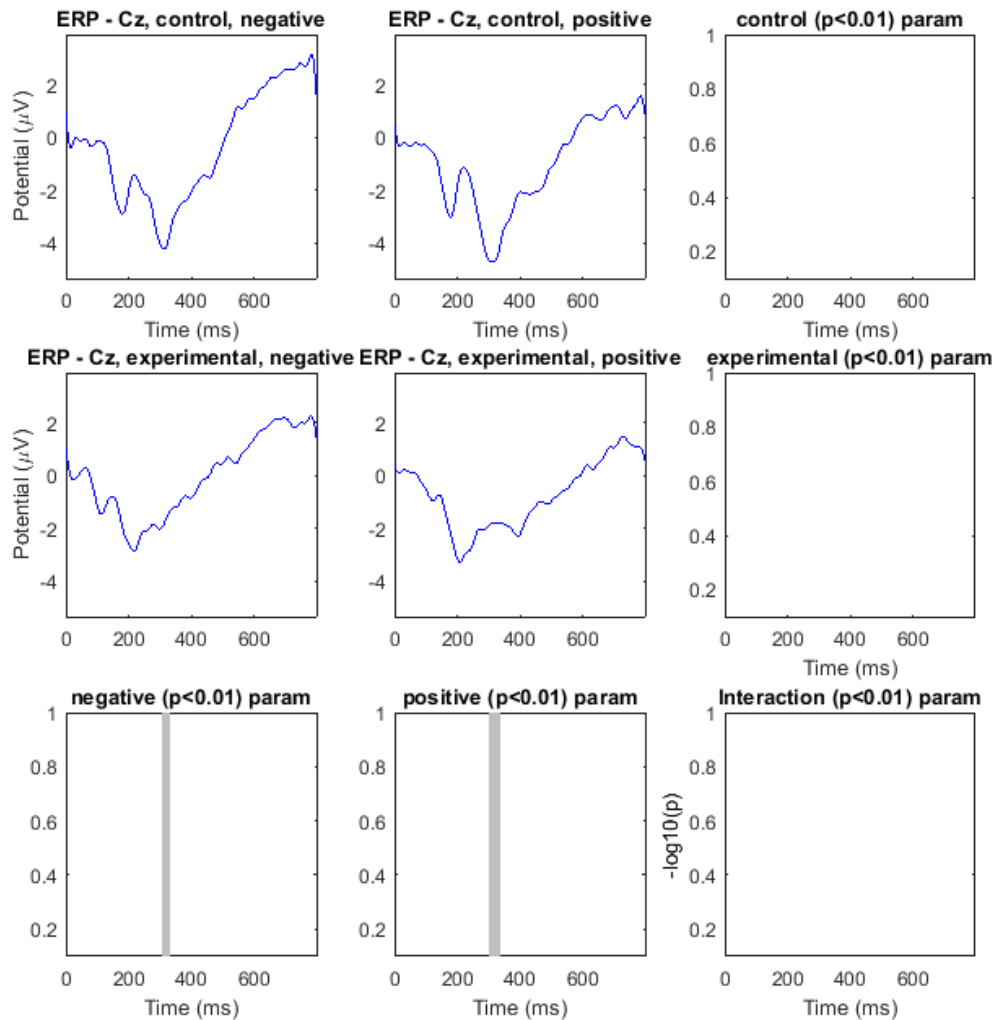 ERP - Cz, control, negative
ERP - Cz, control, positive
control (p<0.01) param
Potential (μV)
2
0
-2
-4
0 200 400 600
Time (ms)
2
0
-2
-4
0 200 400 600
Time (ms)
1
0.8
0.6
0.4
0.2
0 200 400 600
Time (ms)
ERP - Cz, experimental, negative
ERP - Cz, experimental, positive
experimental (p<0.01) param
Potential (μV)
2
0
-2
-4
0 200 400 600
2
0
-2
-4
0 200 400 600
1
0.8
0.6
0.4
0.2
0 200 400 600
Time (ms)
negative (p<0.01) param
positive (p<0.01) param
Interaction (p<0.01) param
1
0.8
0.6
0.4
0.2
0 200 400 600
Time (ms)
1
0.8
0.6
0.4
0.2
0 200 400 600
Time (ms)
-log10(p)
1
0.8
0.6
0.4
0.2
0 200 400 600
Time (ms)